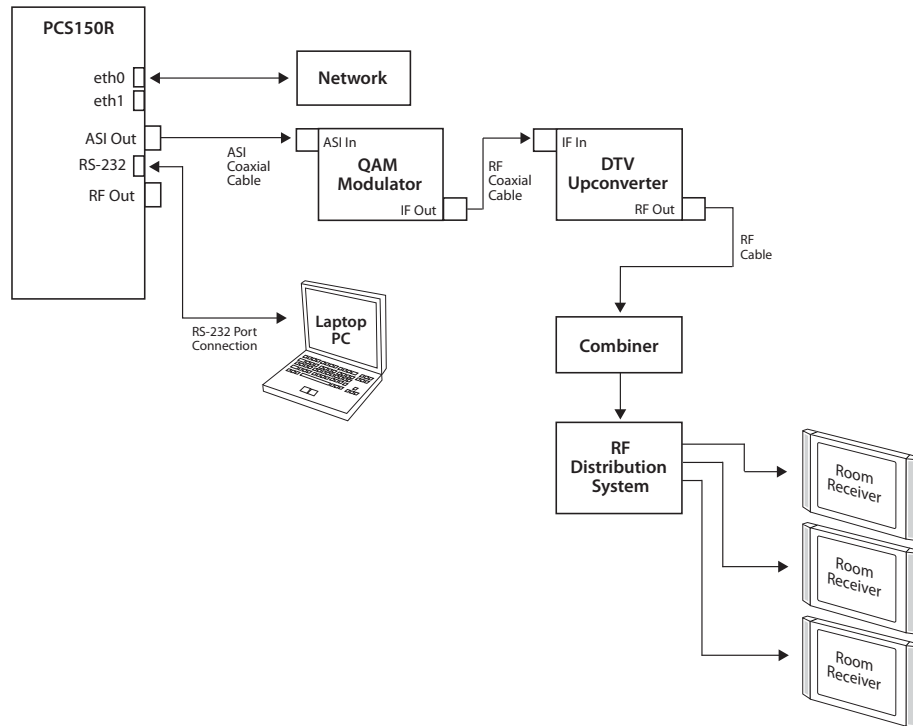 PCS150R
eth0
eth1
ASI Out
RS-232
RF Out
Network
ASI
Coaxial
Cable
ASI In
QAM
Modulator
IF Out
RF
Coaxial
Cable
IF In
DTV
Upconverter
RF Out
RF
Cable
RS-232 Port
Connection
Laptop
PC
Combiner
RF
Distribution
System
Room
Receiver
Room
Receiver
Room
Receiver